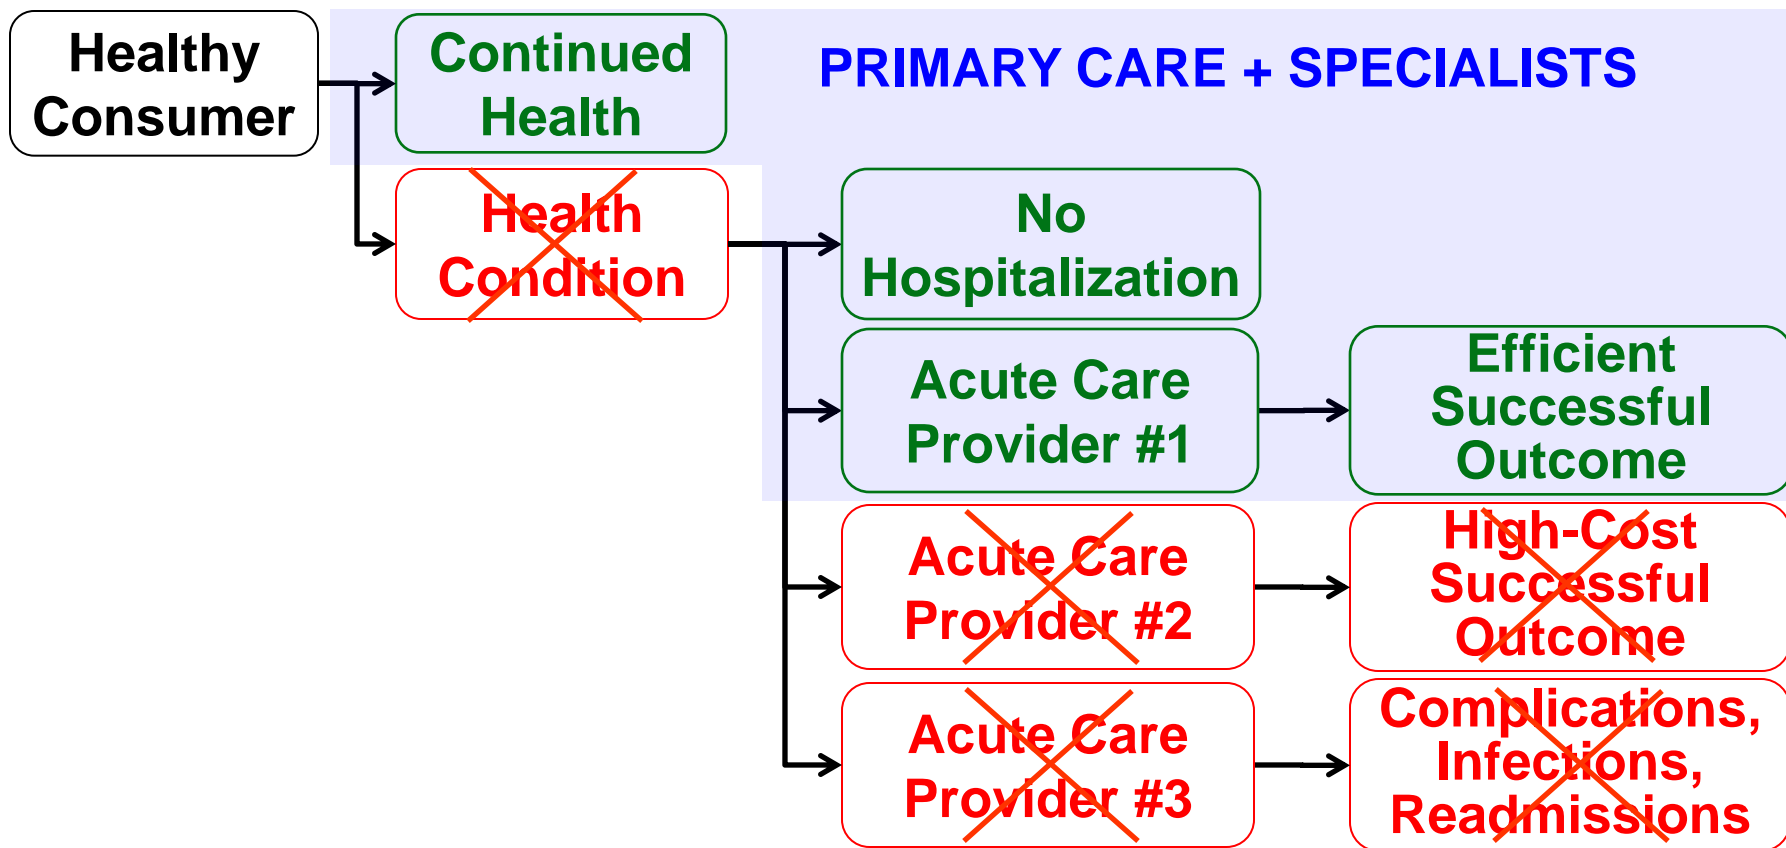 Healthy
Consumer
Continued
Health
PRIMARY CARE + SPECIALISTS
Health
Condition
No
Hospitalization
Acute Care
Provider #1
Efficient
Successful
Outcome
Acute Care
Provider #2
High-Cost
Successful
Outcome
Acute Care
Provider #3
Complications,
Infections,
Readmissions